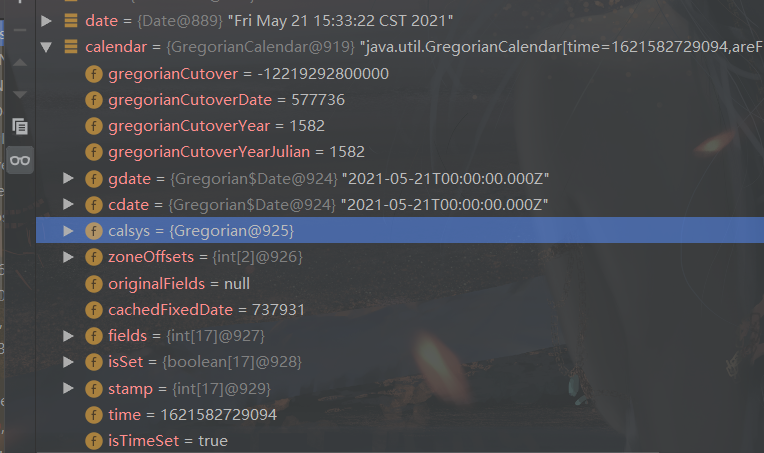 date = {Date@889} "Fri May 21 15:33:22 CST 2021"
calendar = {GregorianCalendar@919} "java.util.GregorianCalendar[time=1621582729094,areF
f gregorianCutover = -12219292800000
f gregorianCutoverDate = 577736
f gregorianCutoverYear = 1582
f gregorianCutoverYearJulian = 1582
f gdate = {Gregorian$Date@924} "2021-05-21T00:00:00.000Z"
f cdate = {Gregorian$Date@924} "2021-05-21T00:00:00.000Z"
f calsys = {Gregorian@925}
f zoneOffsets = {int[2]@926}
f originalFields = null
f cachedFixedDate = 737931
f fields = {int[17]@927}
f isSet = {boolean[17]@928}
f stamp = {int[17]@929}
f time = 1621582729094
f isTimeSet = true